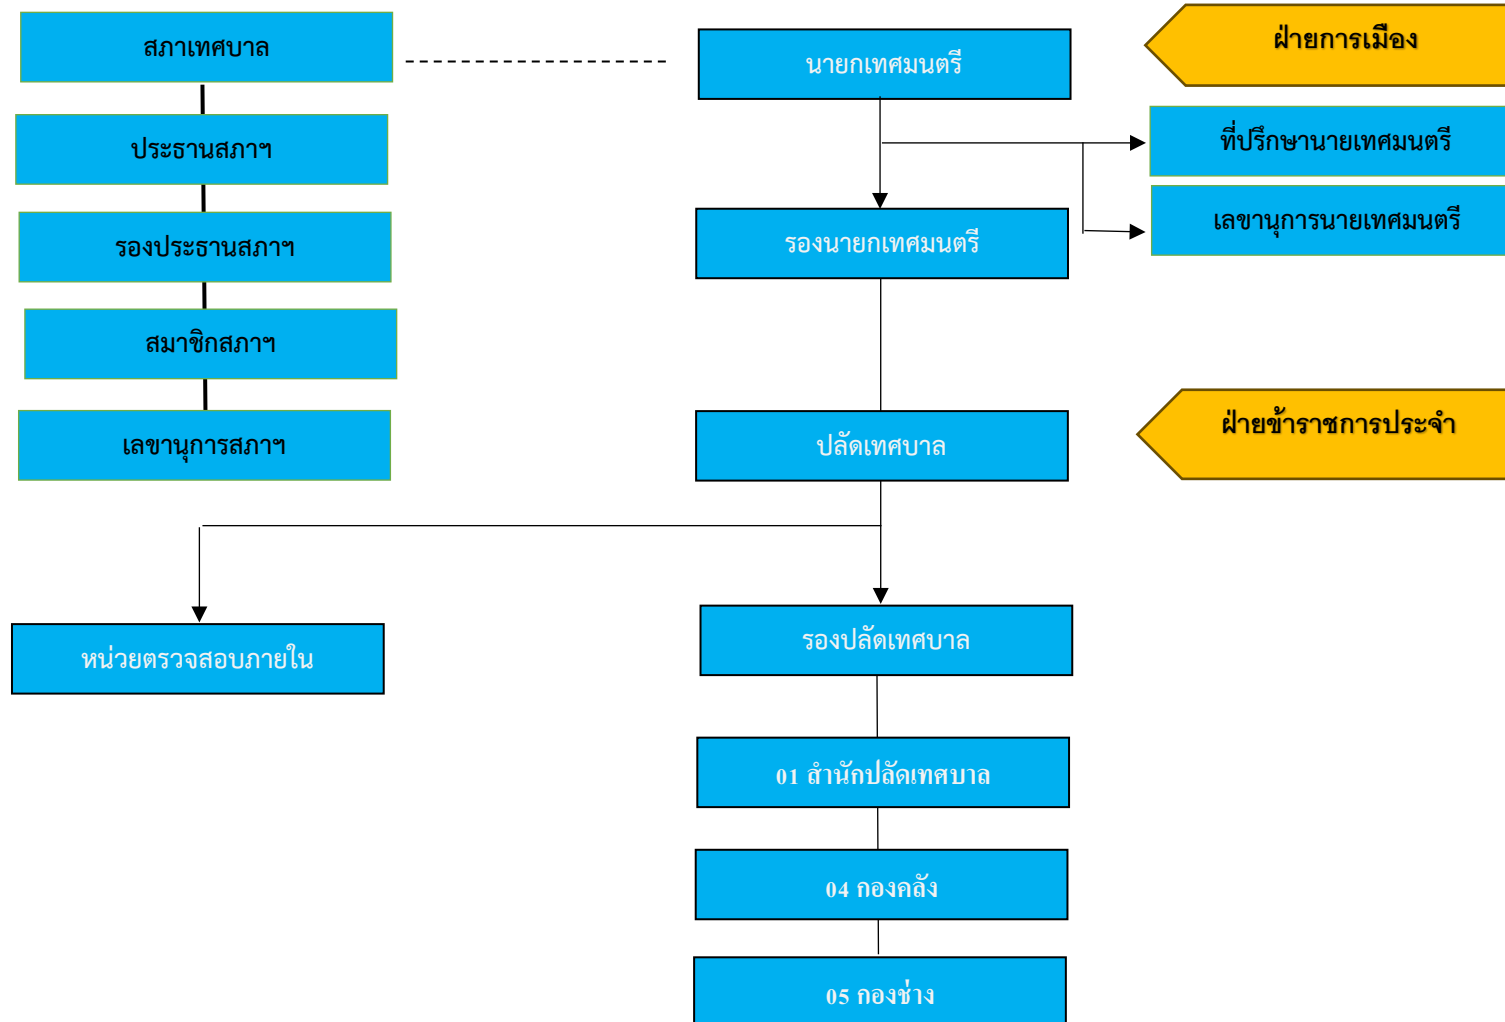 สภาเทศบาล
ประธานสภาฯ
รองประธานสภาฯ
สมาชิกสภาฯ
เลขานุการสภาฯ
นายกเทศมนตรี
ฝ่ายการเมือง
ที่ปรึกษานายเทศมนตรี
เลขานุการนายเทศมนตรี
รองนายกเทศมนตรี
ปลัดเทศบาล
ฝ่ายข้าราชการประจำ
หน่วยตรวจสอบภายใน
รองปลัดเทศบาล
01 สำนักปลัดเทศบาล
04 กองคลัง
05 กองช่าง